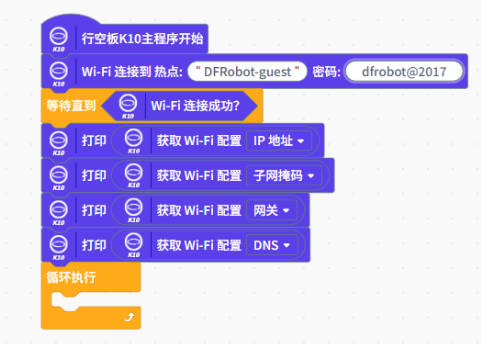 K10 行空板K10主程序开始
K10 Wi-Fi 连接到 热点: "DFRobot-guest" 密码: dfrobot@2017
等待直到 K10 Wi-Fi 连接成功?
K10 打印 K10 获取 Wi-Fi 配置 IP 地址
K10 打印 K10 获取 Wi-Fi 配置 子网掩码
K10 打印 K10 获取 Wi-Fi 配置 网关
K10 打印 K10 获取 Wi-Fi 配置 DNS
循环执行